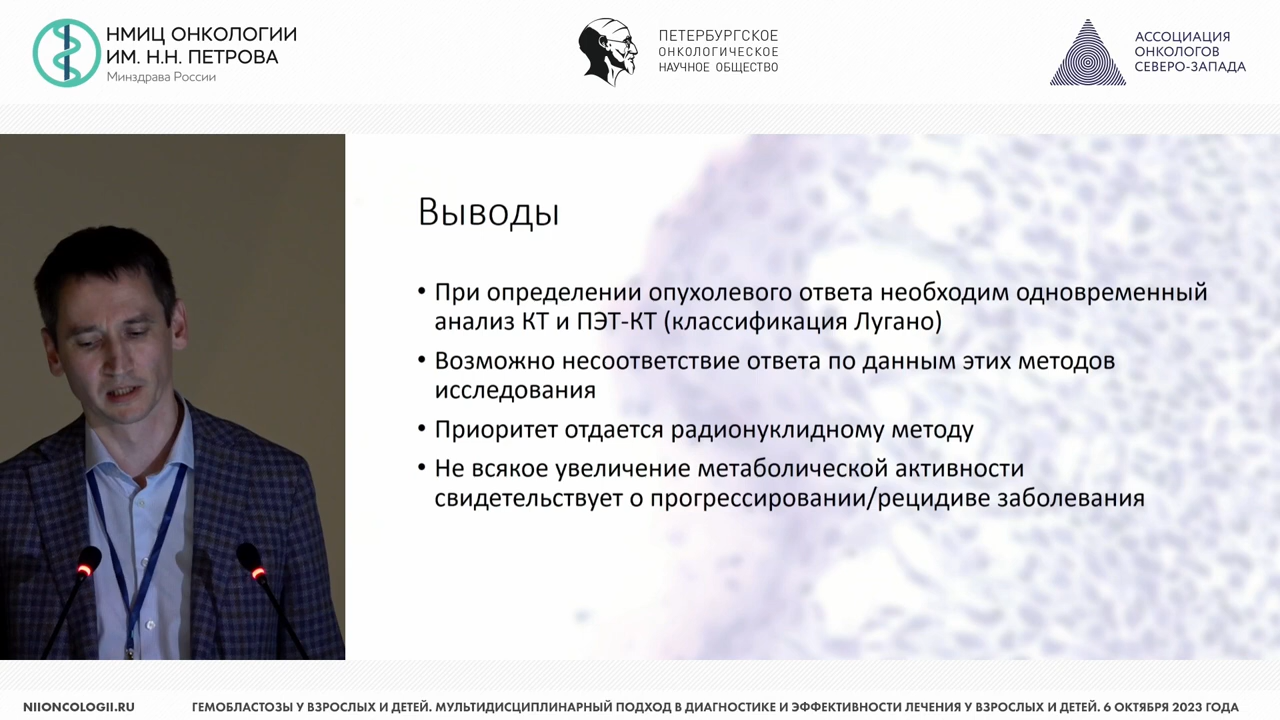 НМИЦ ОНКОЛОГИИ
ИМ. Н.Н. ПЕТРОВА
Минздрава России
ПЕТЕРБУРГСКОЕ
ОНКОЛОГИЧЕСКОЕ
НАУЧНОЕ ОБЩЕСТВО
АССОЦИАЦИЯ
ОНКОЛОГОВ
СЕВЕРО-ЗАПАДА
Выводы
• При определении опухолевого ответа необходим одновременный
анализ КТ и ПЭТ-КТ (классификация Лугано)
• Возможно несоответствие ответа по данным этих методов
исследования
• Приоритет отдается радионуклидному методу
• Не всякое увеличение метаболической активности
свидетельствует о прогрессировании/рецидиве заболевания
NIIONCOLOGII.RU
ГЕМОБЛАСТОЗЫ У ВЗРОСЛЫХ И ДЕТЕЙ. МУЛЬТИДИСЦИПЛИНАРНЫЙ ПОДХОД В ДИАГНОСТИКЕ И ЭФФЕКТИВНОСТИ ЛЕЧЕНИЯ У ВЗРОСЛЫХ И ДЕТЕЙ. 6 ОКТЯБРЯ 2023 ГОДА